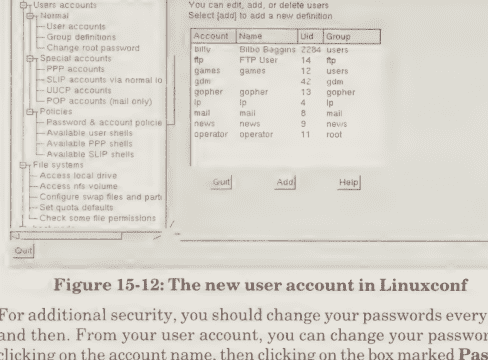 Users accounts
Normal
User accounts
Group definitions
Change root password
Special accounts
PPP accounts
SLIP accounts via normal lo
UUCP accounts
POP accounts (mail only)
Policies
Password & account policie
Available user shells
Available PPP shells
Available SLIP shells
File systems
Access local drive
Access nfs volume
Configure swap files and parti
Set quota defaults
Check some file permissions
You can edit, add, or delete users
Select [add] to add a new definition
Account Name Uid Group
billy Bilbo Baggins 2284 users
ftp FTP User 14 ftp
games games 12 users
gdm 42 gdm
gopher gopher 13 gopher
lp lp 4 lp
mail mail 8 mail
news news 9 news
operator operator 11 root
Quit Add Help
Quit
Figure 15-12: The new user account in Linuxconf
For additional security, you should change your passwords every
and then. From your user account, you can change your passwor
clicking on the account name, then clicking on the box marked Pas